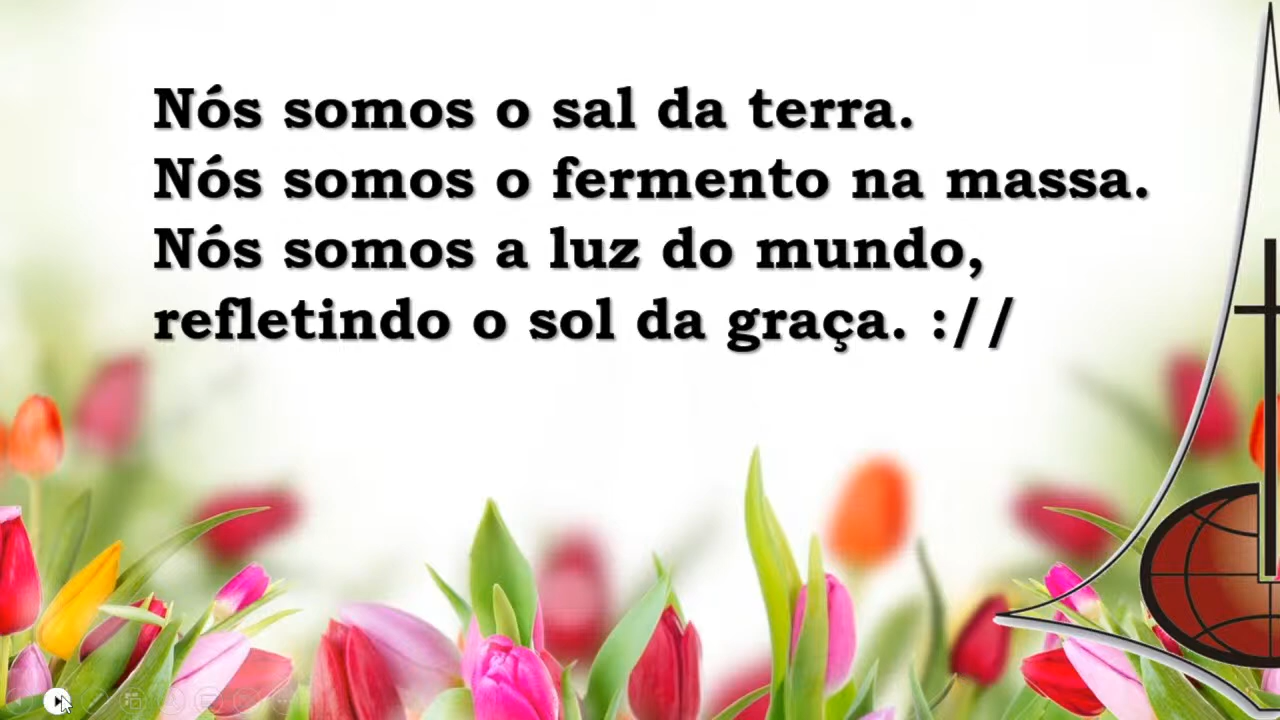 Nós somos o sal da terra.
Nós somos o fermento na massa.
Nós somos a luz do mundo,
refletindo o sol da graça. ://